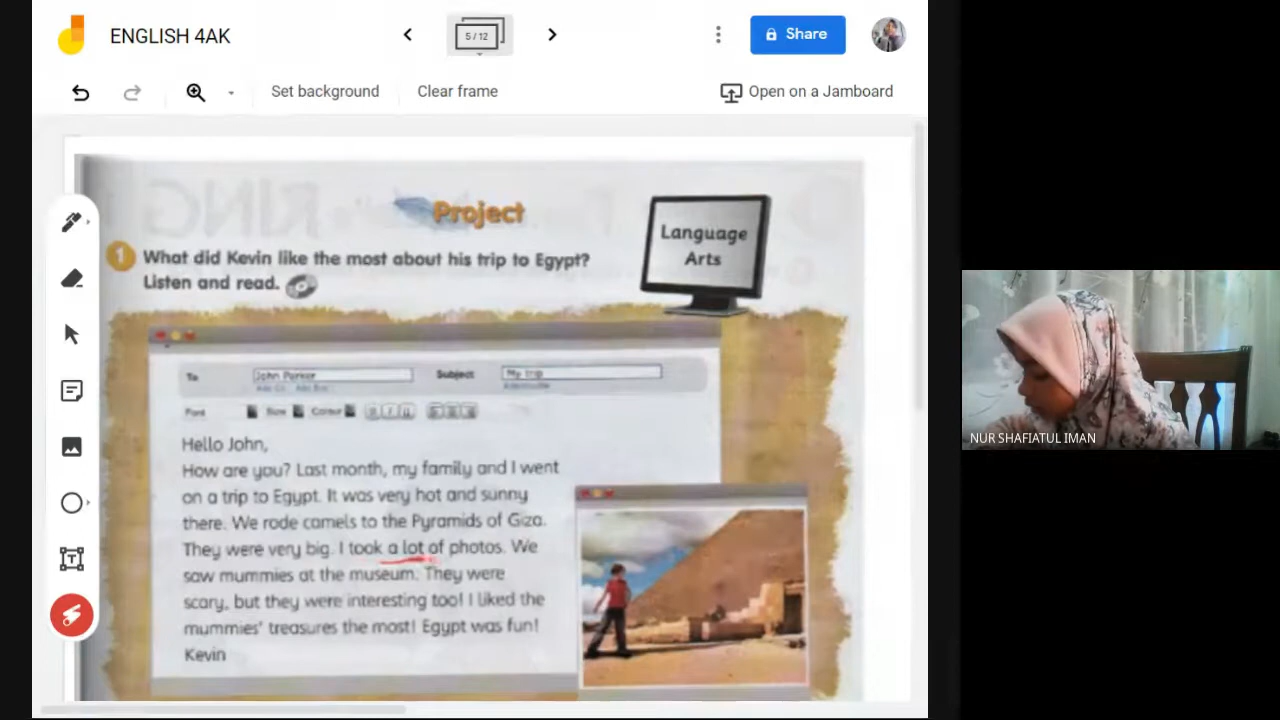 ENGLISH 4AK
5 / 12
Share
Set background
Clear frame
Open on a Jamboard
Project
Language
Arts
1 What did Kevin like the most about his trip to Egypt?
Listen and read.
To John Parker Subject My trip
Font Size Colour
Hello John,
How are you? Last month, my family and I went
on a trip to Egypt. It was very hot and sunny
there. We rode camels to the Pyramids of Giza.
They were very big. I took a lot of photos. We
saw mummies at the museum. They were
scary, but they were interesting too! I liked the
mummies' treasures the most! Egypt was fun!
Kevin
NUR SHAFIATUL IMAN